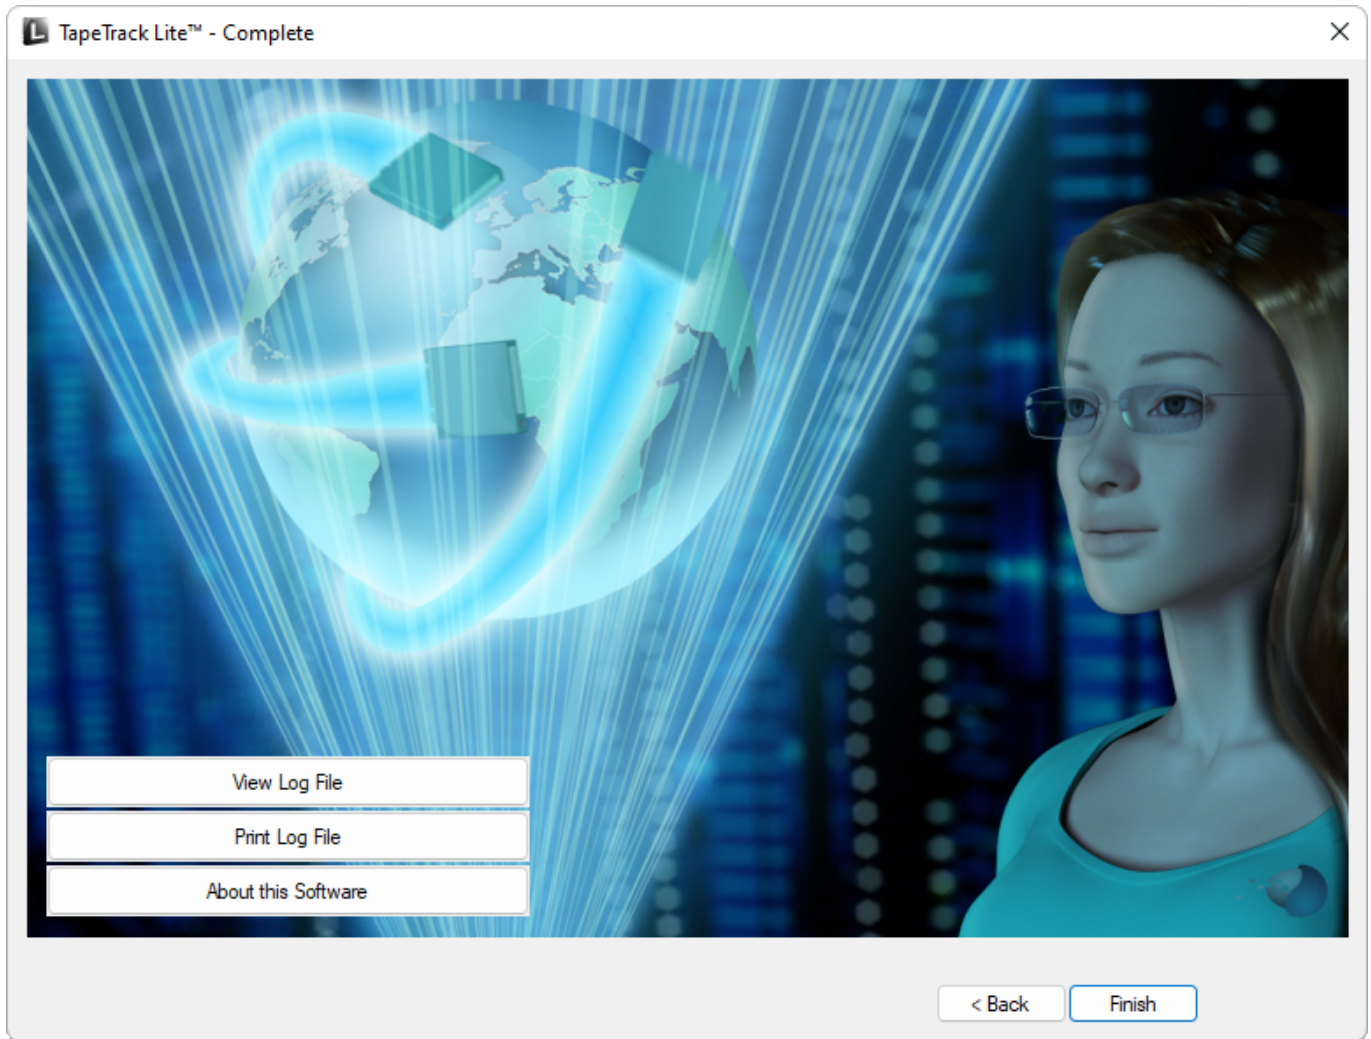 TapeTrack Lite™ - Complete
View Log File
Print Log File
About this Software
< Back
Finish